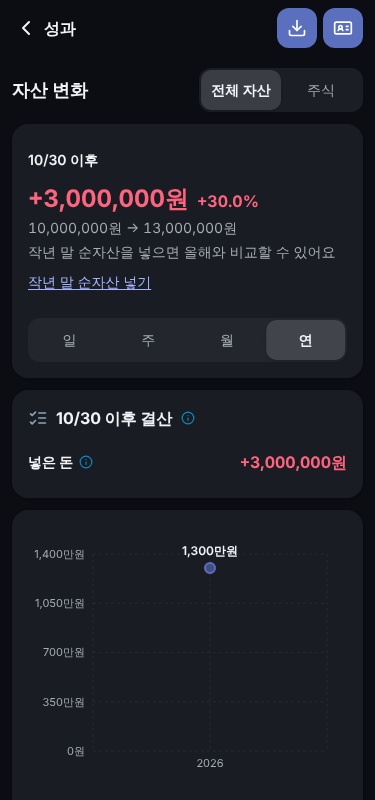 성과
자산 변화
전체 자산
주식
10/30 이후
+3,000,000원 +30.0%
10,000,000원 → 13,000,000원
작년 말 순자산을 넣으면 올해와 비교할 수 있어요
작년 말 순자산 넣기
일
주
월
연
10/30 이후 결산
넣은 돈
+3,000,000원
1,300만원
1,400만원
1,050만원
700만원
350만원
0원
2026